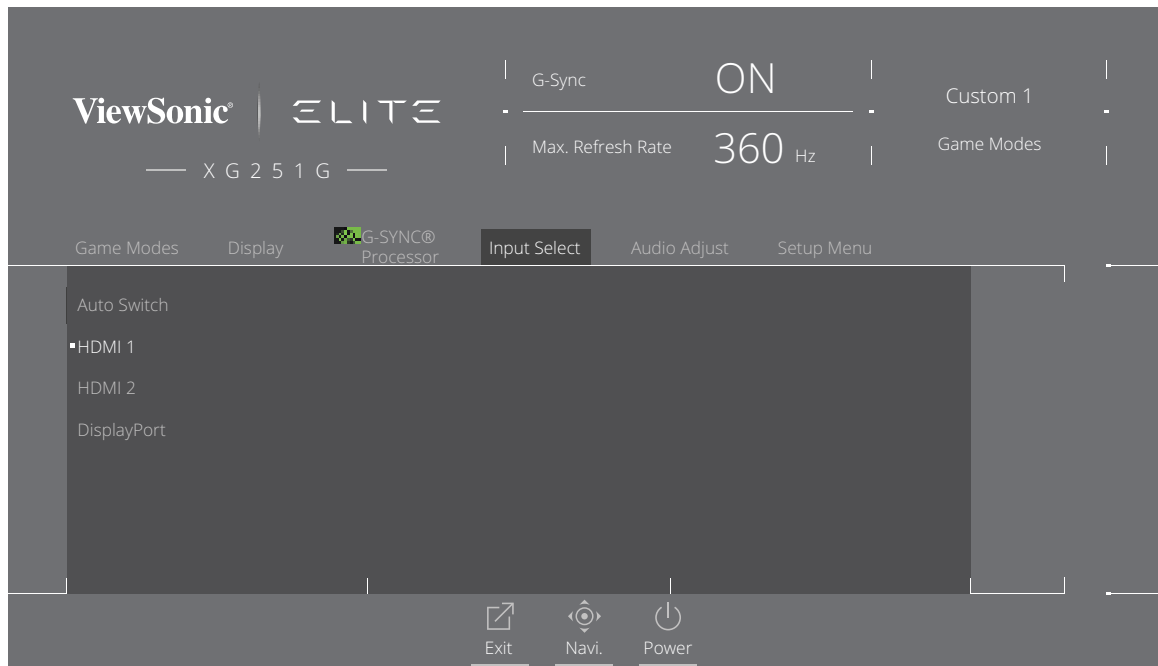 ViewSonic® ELITE
XG251G
G-Sync ON
Max. Refresh Rate 360 Hz
Custom 1
Game Modes
Game Modes Display G-SYNC® Processor Input Select Audio Adjust Setup Menu
Auto Switch
HDMI 1
HDMI 2
DisplayPort
Exit Navi. Power